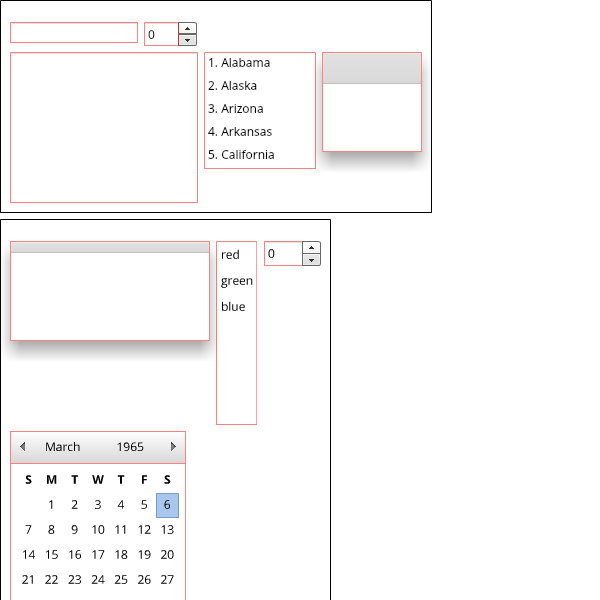 0
1. Alabama
2. Alaska
3. Arizona
4. Arkansas
5. California
red
green
blue
0
March 1965
S M T W T F S
1 2 3 4 5 6
7 8 9 10 11 12 13
14 15 16 17 18 19 20
21 22 23 24 25 26 27